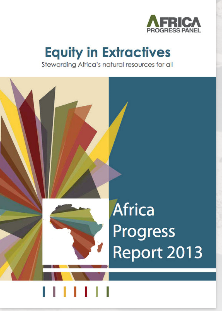 AFRICA
PROGRESS PANEL
Equity in Extractives
Stewarding Africa's natural resources for all
Africa
Progress
Report 2013